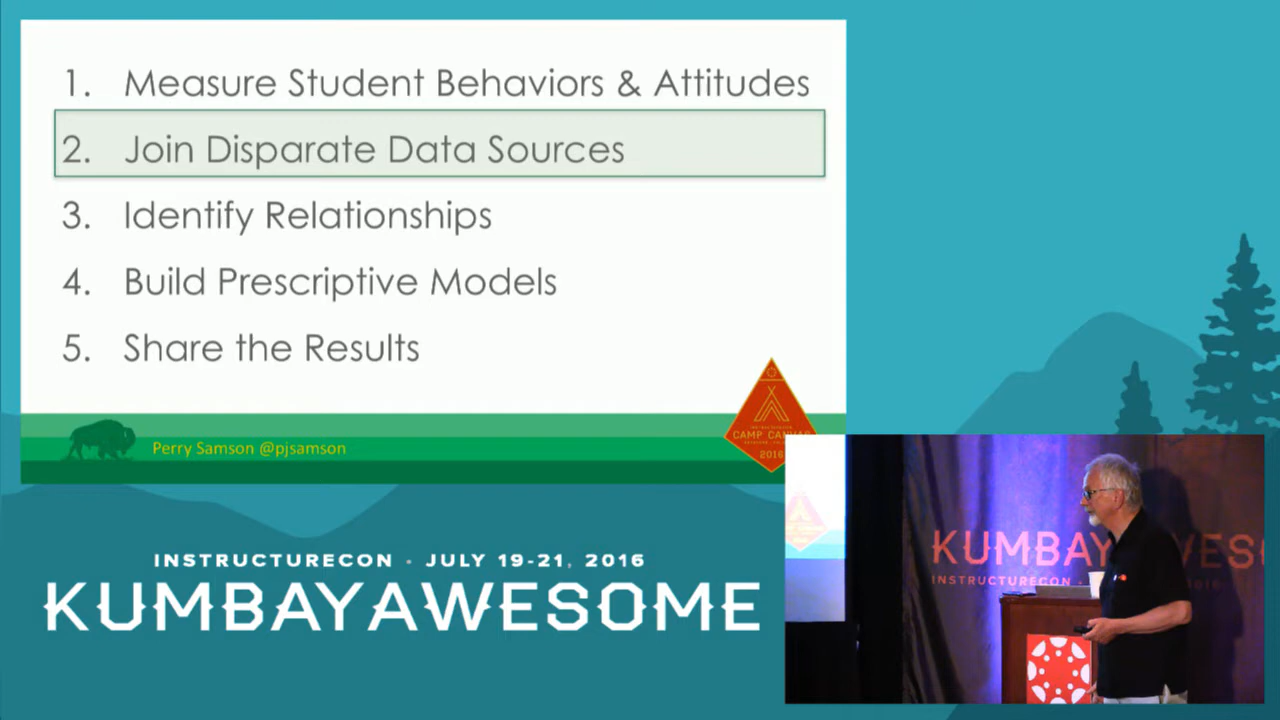 1. Measure Student Behaviors & Attitudes
2. Join Disparate Data Sources
3. Identify Relationships
4. Build Prescriptive Models
5. Share the Results
Perry Samson @pjsamson
CAMP CANVAS
2016
INSTRUCTURECON • JULY 19-21, 2016
KUMBAYAWESOME
KUMBAY WES
INSTRUCTURECON